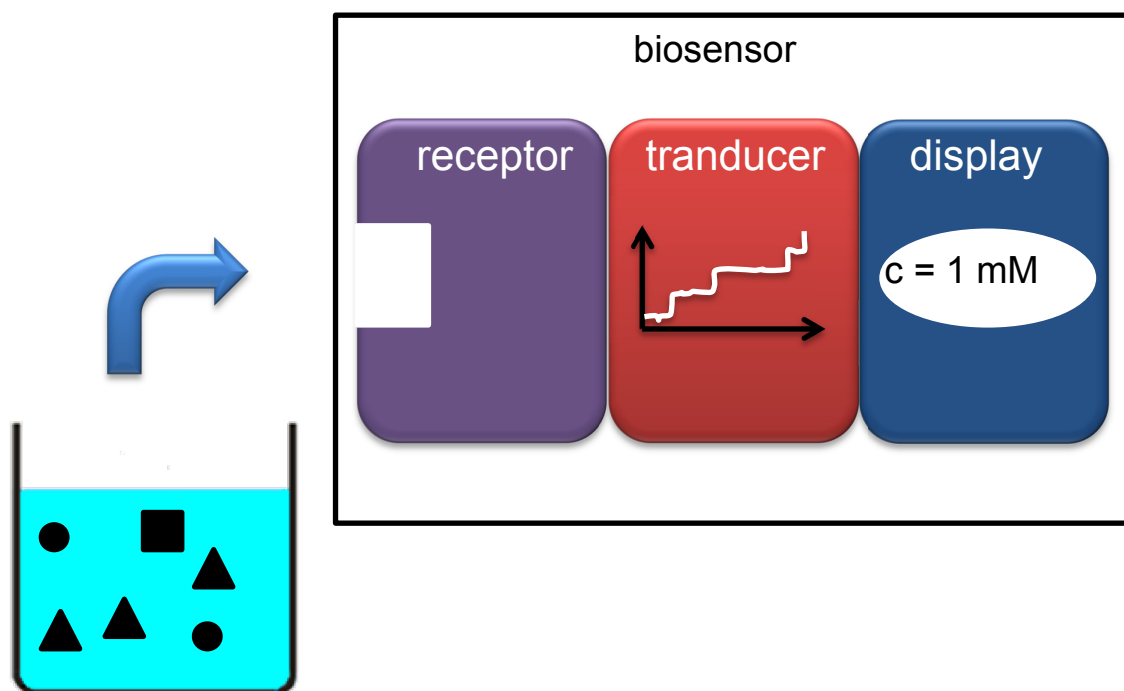 biosensor
receptor
tranducer
display
c = 1 mM